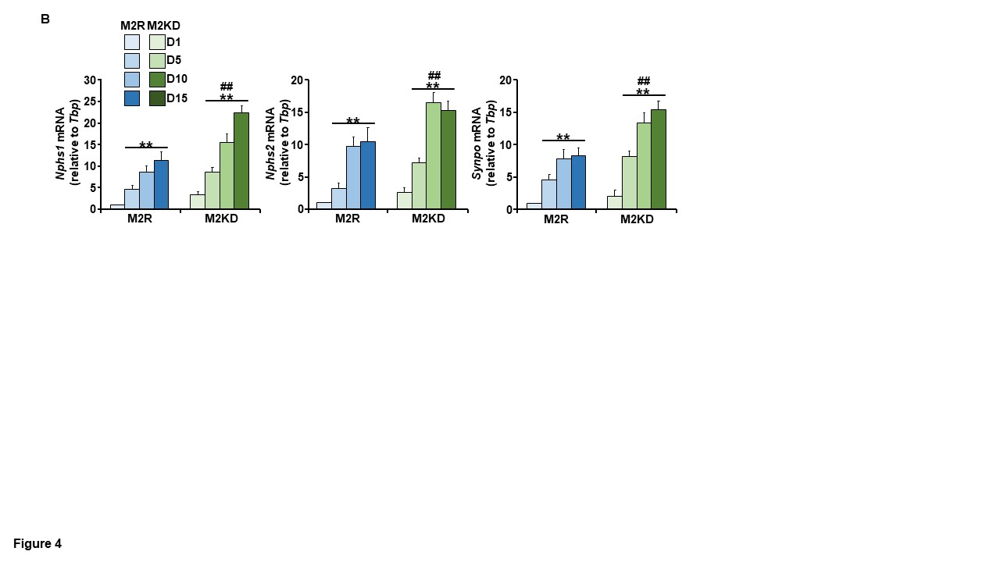 B
M2R M2KD
D1
D5
D10
D15
Nphs1 mRNA
(relative to Tbp)
30
25
20
15
10
5
0
**
##
**
M2R M2KD
Nphs2 mRNA
(relative to Tbp)
20
15
10
5
0
**
##
**
M2R M2KD
Synpo mRNA
(relative to Tbp)
20
15
10
5
0
**
##
**
M2R M2KD
Figure 4